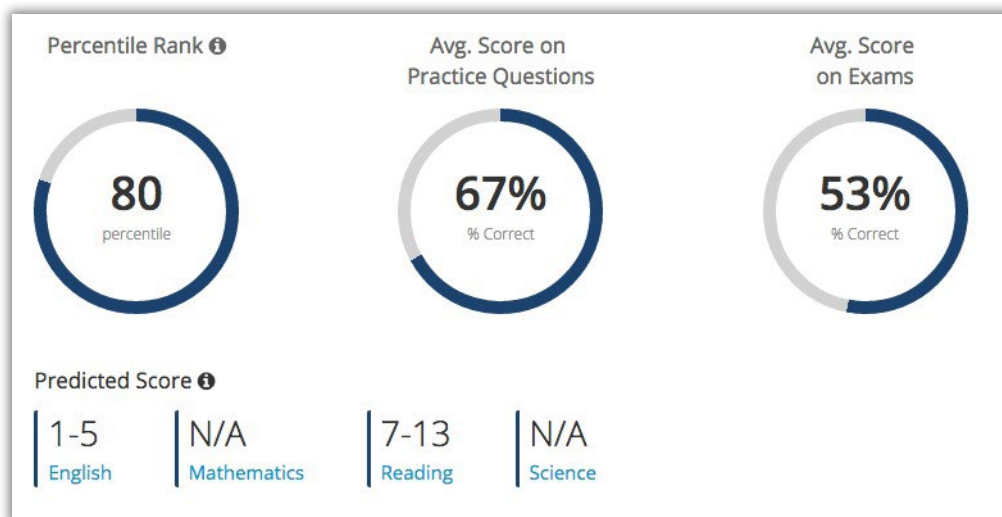 Percentile Rank
Avg. Score on
Practice Questions
Avg. Score
on Exams
80
percentile
67%
% Correct
53%
% Correct
Predicted Score
1-5
English
N/A
Mathematics
7-13
Reading
N/A
Science